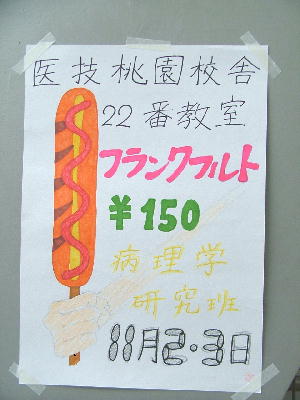 医技桃園校舎
22番教室
フランクフルト
¥150
病理学
研究班
11月2・3日